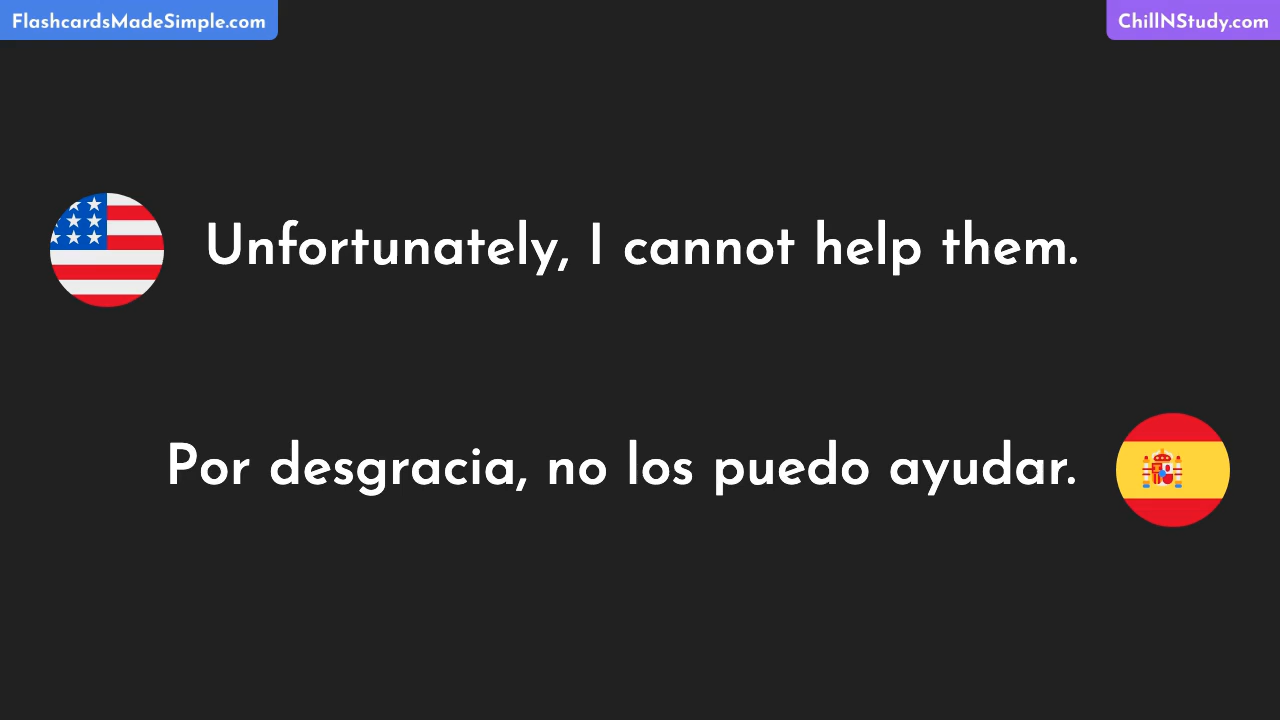 FlashcardsMadeSimple.com
ChillNStudy.com
Unfortunately, I cannot help them.
Por desgracia, no los puedo ayudar.